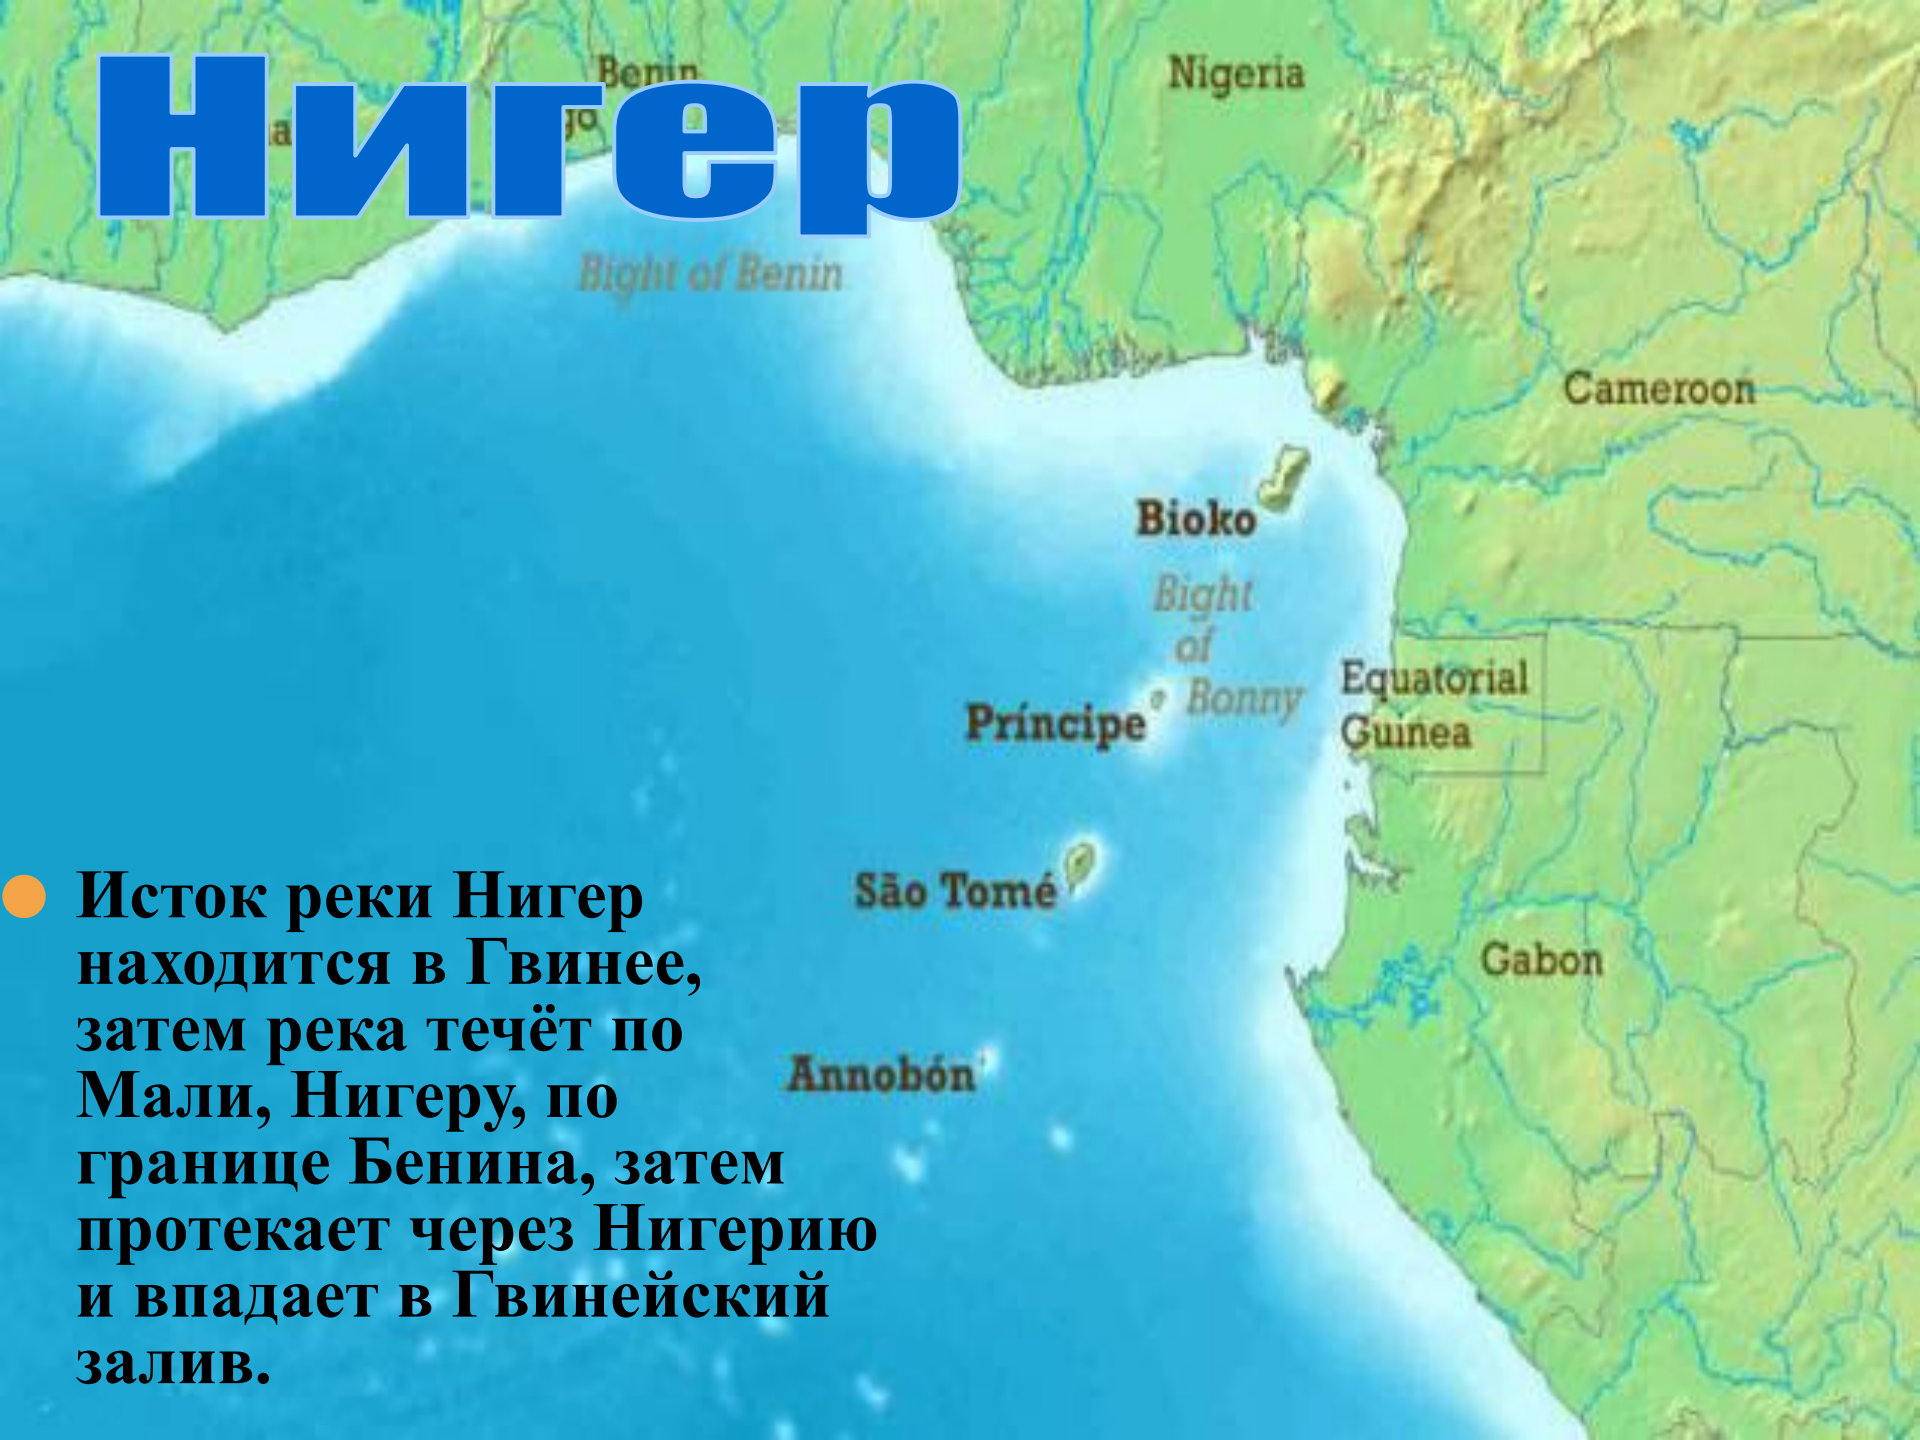 Нигер
Benin
Nigeria
Bight of Benin
Cameroon
Bioko
Bight
of
Bonny
Príncipe
Equatorial
Guinea
São Tomé
Gabon
Annobón
Исток реки Нигер
находится в Гвинее,
затем река течёт по
Мали, Нигеру, по
границе Бенина, затем
протекает через Нигерию
и впадает в Гвинейский
залив.